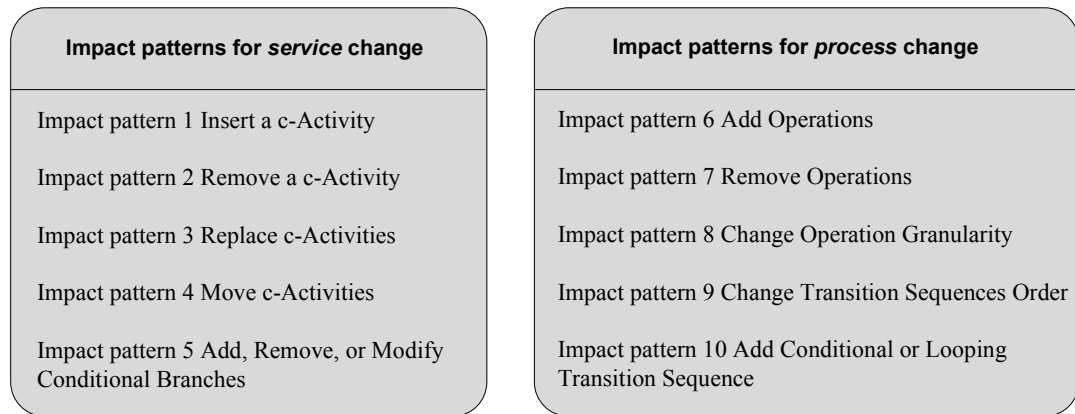 Impact patterns for service change
Impact pattern 1 Insert a c-Activity
Impact pattern 2 Remove a c-Activity
Impact pattern 3 Replace c-Activities
Impact pattern 4 Move c-Activities
Impact pattern 5 Add, Remove, or Modify
Conditional Branches
Impact patterns for process change
Impact pattern 6 Add Operations
Impact pattern 7 Remove Operations
Impact pattern 8 Change Operation Granularity
Impact pattern 9 Change Transition Sequences Order
Impact pattern 10 Add Conditional or Looping
Transition Sequence